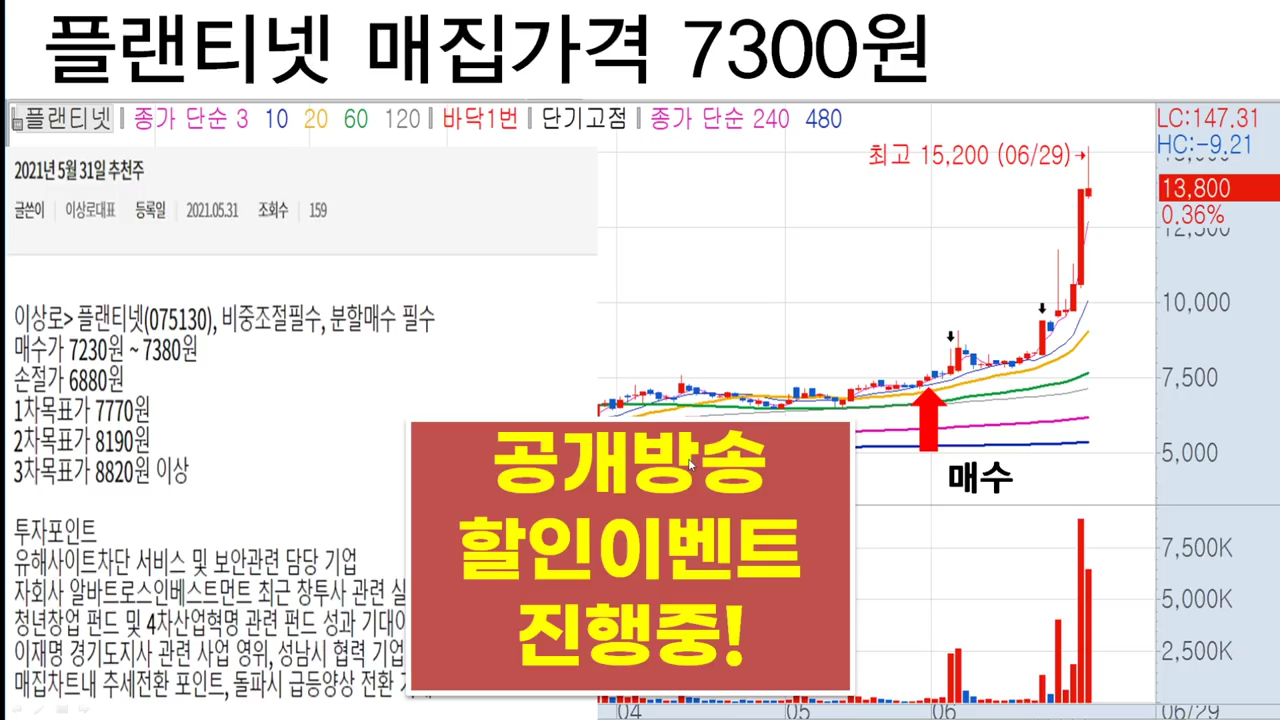 플랜티넷 매집가격 7300원
플랜티넷 종가 단순 3 10 20 60 120 바닥1번 단기고점 종가 단순 240 480
LC:147.31
HC:-9.21
최고 15,200 (06/29)
13,800
0.36%
12,500
10,000
7,500
5,000
2021년 5월 31일 추천주
글쓴이 이상로대표 등록일 2021.05.31 조회수 159
이상로> 플랜티넷(075130), 비중조절필수, 분할매수 필수
매수가 7230원 ~ 7380원
손절가 6880원
1차목표가 7770원
2차목표가 8190원
3차목표가 8820원 이상
투자포인트
유해사이트차단 서비스 및 보안관련 담당 기업
자회사 알바트로스인베스트먼트 최근 창투사 관련
청년창업 펀드 및 4차산업혁명 관련 펀드 성과
이재명 경기도지사 관련 사업 영위, 성남시 협력 기업
매집차트내 추세전환 포인트, 돌파시 급등양상 전환
공개방송
할인이벤트
진행중!
매수
7,500K
5,000K
2,500K
04 05 06 06/29